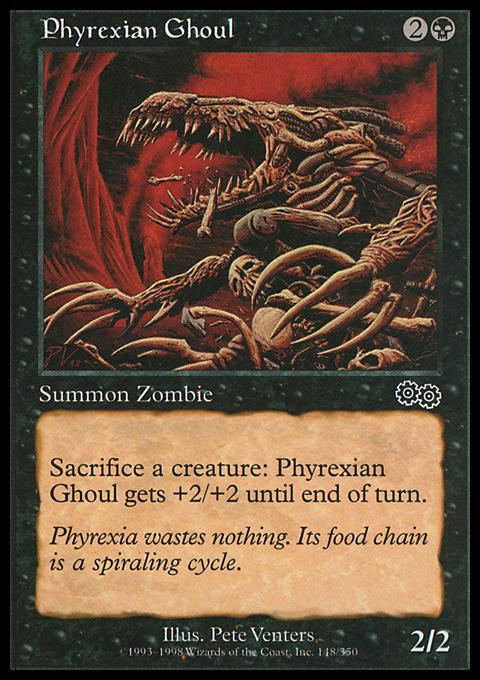 Phyrexian Ghoul 2
Summon Zombie
Sacrifice a creature: Phyrexian
Ghoul gets +2/+2 until end of turn.
Phyrexia wastes nothing. Its food chain
is a spiraling cycle.
Illus. Pete Venters
©1993–1998 Wizards of the Coast, Inc. 148/350
2/2